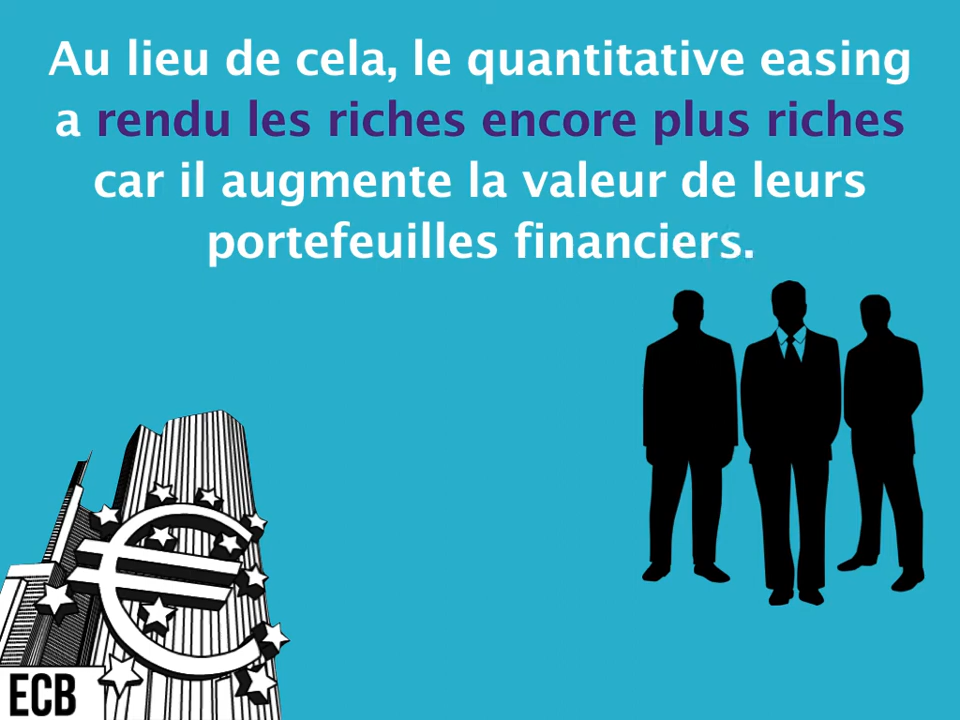 Au lieu de cela, le quantitative easing
a rendu les riches encore plus riches
car il augmente la valeur de leurs
portefeuilles financiers.
ECB